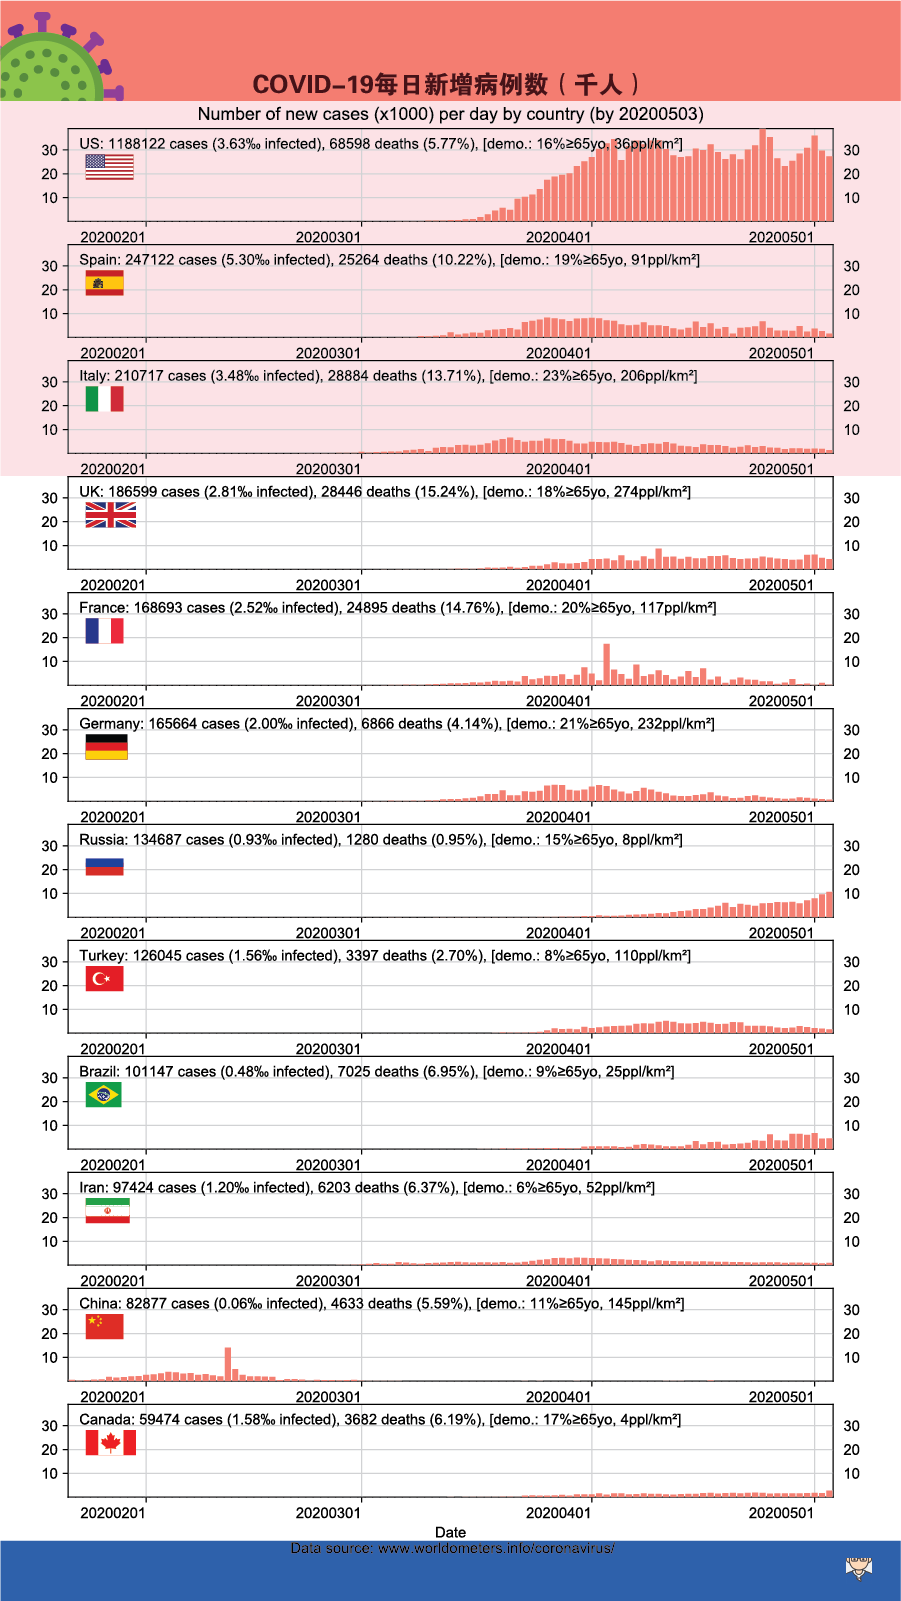 COVID-19每日新增病例数（千人）
Number of new cases (x1000) per day by country (by 20200503)
US: 1188122 cases (3.63‰ infected), 68598 deaths (5.77%), [demo.: 16%≥65yo, 36ppl/km²]
30 30
20 20
10 10
20200201 20200301 20200401 20200501
Spain: 247122 cases (5.30‰ infected), 25264 deaths (10.22%), [demo.: 19%≥65yo, 91ppl/km²]
30 30
20 20
10 10
20200201 20200301 20200401 20200501
Italy: 210717 cases (3.48‰ infected), 28884 deaths (13.71%), [demo.: 23%≥65yo, 206ppl/km²]
30 30
20 20
10 10
20200201 20200301 20200401 20200501
UK: 186599 cases (2.81‰ infected), 28446 deaths (15.24%), [demo.: 18%≥65yo, 274ppl/km²]
30 30
20 20
10 10
20200201 20200301 20200401 20200501
France: 168693 cases (2.52‰ infected), 24895 deaths (14.76%), [demo.: 20%≥65yo, 117ppl/km²]
30 30
20 20
10 10
20200201 20200301 20200401 20200501
Germany: 165664 cases (2.00‰ infected), 6866 deaths (4.14%), [demo.: 21%≥65yo, 232ppl/km²]
30 30
20 20
10 10
20200201 20200301 20200401 20200501
Russia: 134687 cases (0.93‰ infected), 1280 deaths (0.95%), [demo.: 15%≥65yo, 8ppl/km²]
30 30
20 20
10 10
20200201 20200301 20200401 20200501
Turkey: 126045 cases (1.56‰ infected), 3397 deaths (2.70%), [demo.: 8%≥65yo, 110ppl/km²]
30 30
20 20
10 10
20200201 20200301 20200401 20200501
Brazil: 101147 cases (0.48‰ infected), 7025 deaths (6.95%), [demo.: 9%≥65yo, 25ppl/km²]
30 30
20 20
10 10
20200201 20200301 20200401 20200501
Iran: 97424 cases (1.20‰ infected), 6203 deaths (6.37%), [demo.: 6%≥65yo, 52ppl/km²]
30 30
20 20
10 10
20200201 20200301 20200401 20200501
China: 82877 cases (0.06‰ infected), 4633 deaths (5.59%), [demo.: 11%≥65yo, 145ppl/km²]
30 30
20 20
10 10
20200201 20200301 20200401 20200501
Canada: 59474 cases (1.58‰ infected), 3682 deaths (6.19%), [demo.: 17%≥65yo, 4ppl/km²]
30 30
20 20
10 10
20200201 20200301 20200401 20200501
Date
Data source: www.worldometers.info/coronavirus/